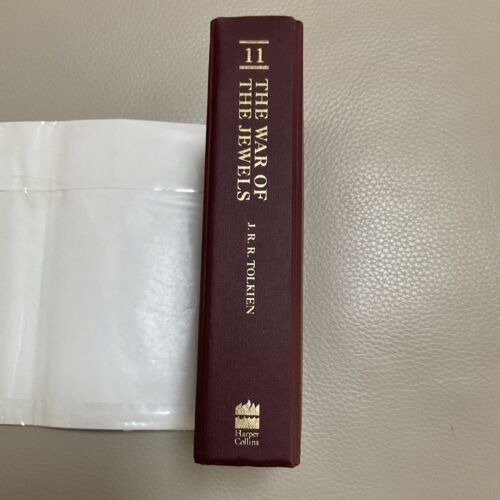 11
THE WAR OF
THE JEWELS
J. R. R. TOLKIEN
Harper
Collins